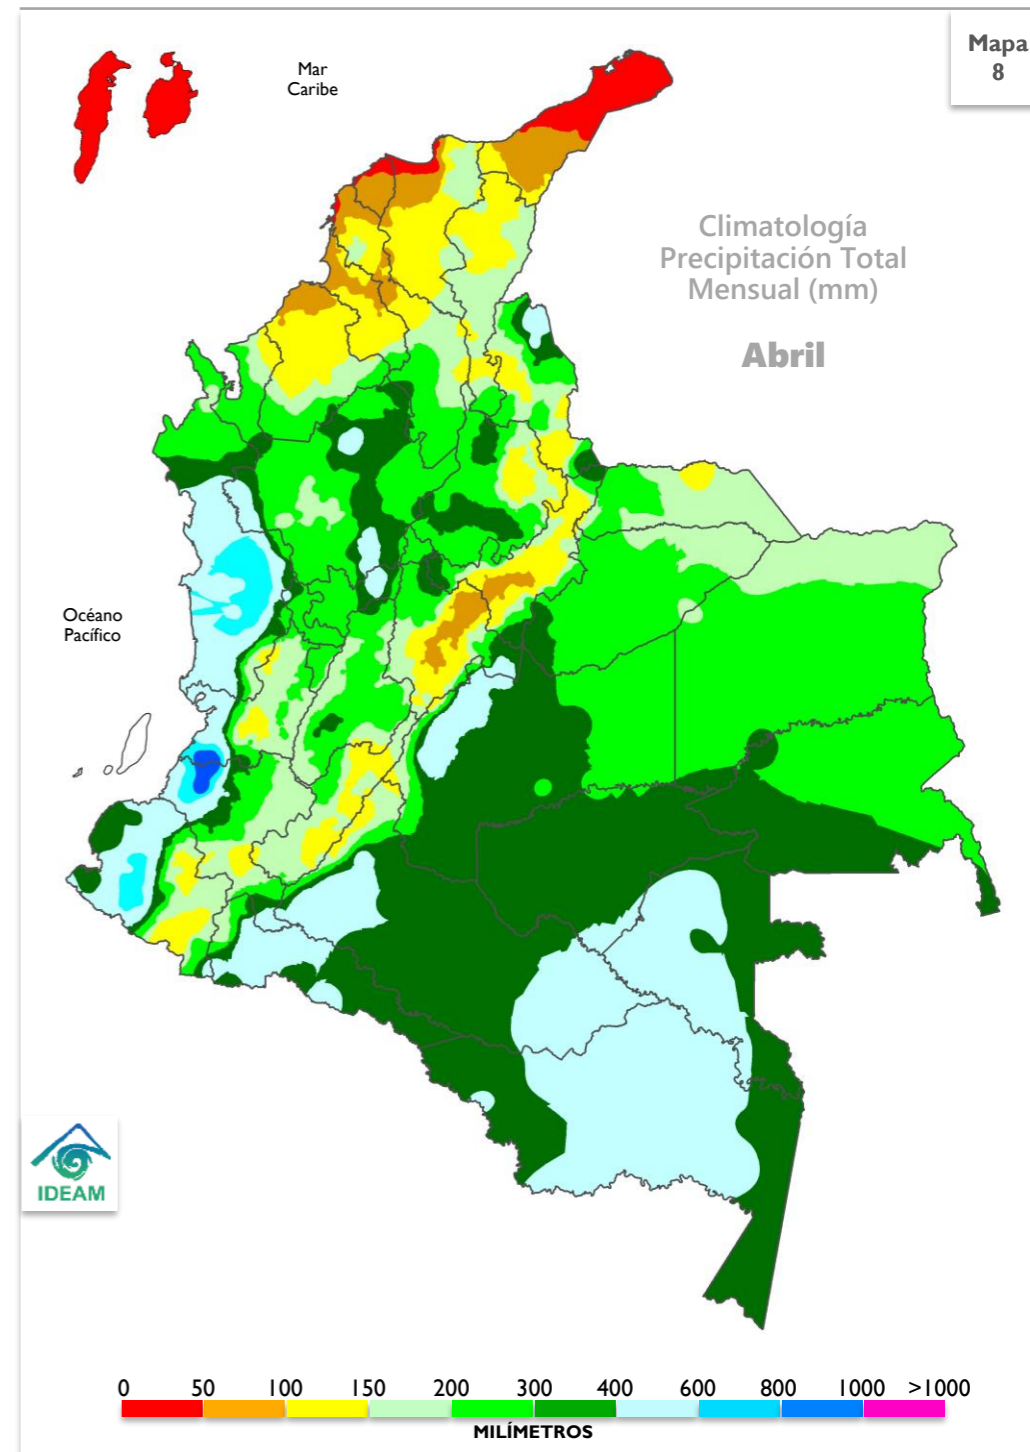 Mapa
8
Mar
Caribe
Climatología
Precipitación Total
Mensual (mm)
Abril
Océano
Pacífico
IDEAM
0 50 100 150 200 300 400 600 800 1000 >1000
MILÍMETROS